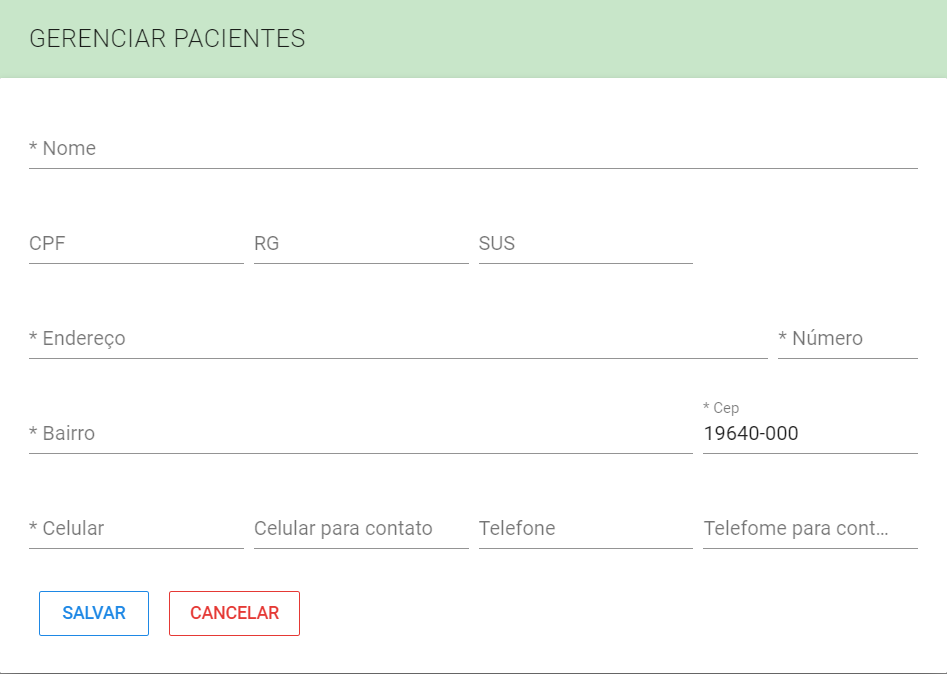 GERENCIAR PACIENTES
* Nome
CPF RG SUS
* Endereço * Número
* Cep
* Bairro 19640-000
* Celular Celular para contato Telefone Telefome para cont...
SALVAR CANCELAR